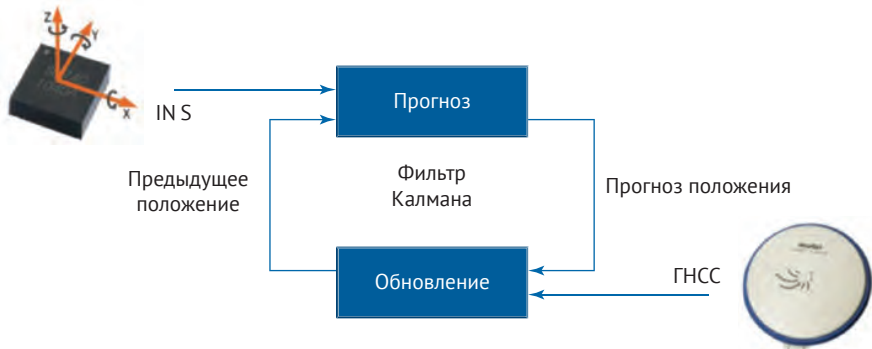 Z
Y
X
IN S
Прогноз
Предыдущее
положение
Фильтр
Калмана
Прогноз положения
Обновление
ГНСС